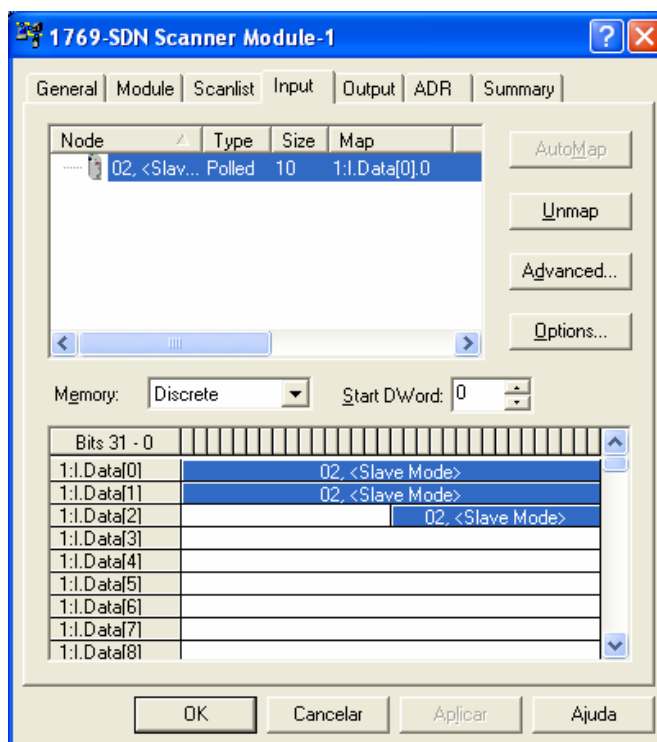 1769-SDN Scanner Module-1
General Module Scanlist Input Output ADR Summary
Node Type Size Map
02, <Slav... Polled 10 1:I.Data[0].0
AutoMap
Unmap
Advanced...
Options...
Memory: Discrete Start DWord: 0
Bits 31 - 0
1:I.Data[0] 02, <Slave Mode>
1:I.Data[1] 02, <Slave Mode>
1:I.Data[2] 02, <Slave Mode>
1:I.Data[3]
1:I.Data[4]
1:I.Data[5]
1:I.Data[6]
1:I.Data[7]
1:I.Data[8]
OK Cancelar Aplicar Ajuda